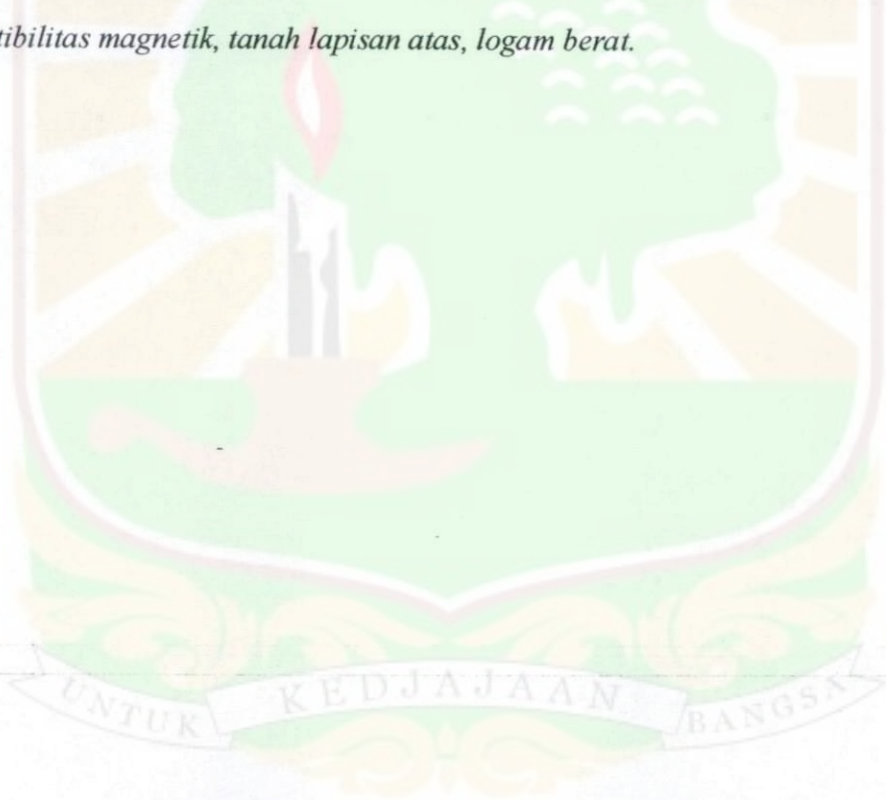 tibilitas magnetik, tanah lapisan atas, logam berat.
UNTUK KEDJAJAAN BANGSA